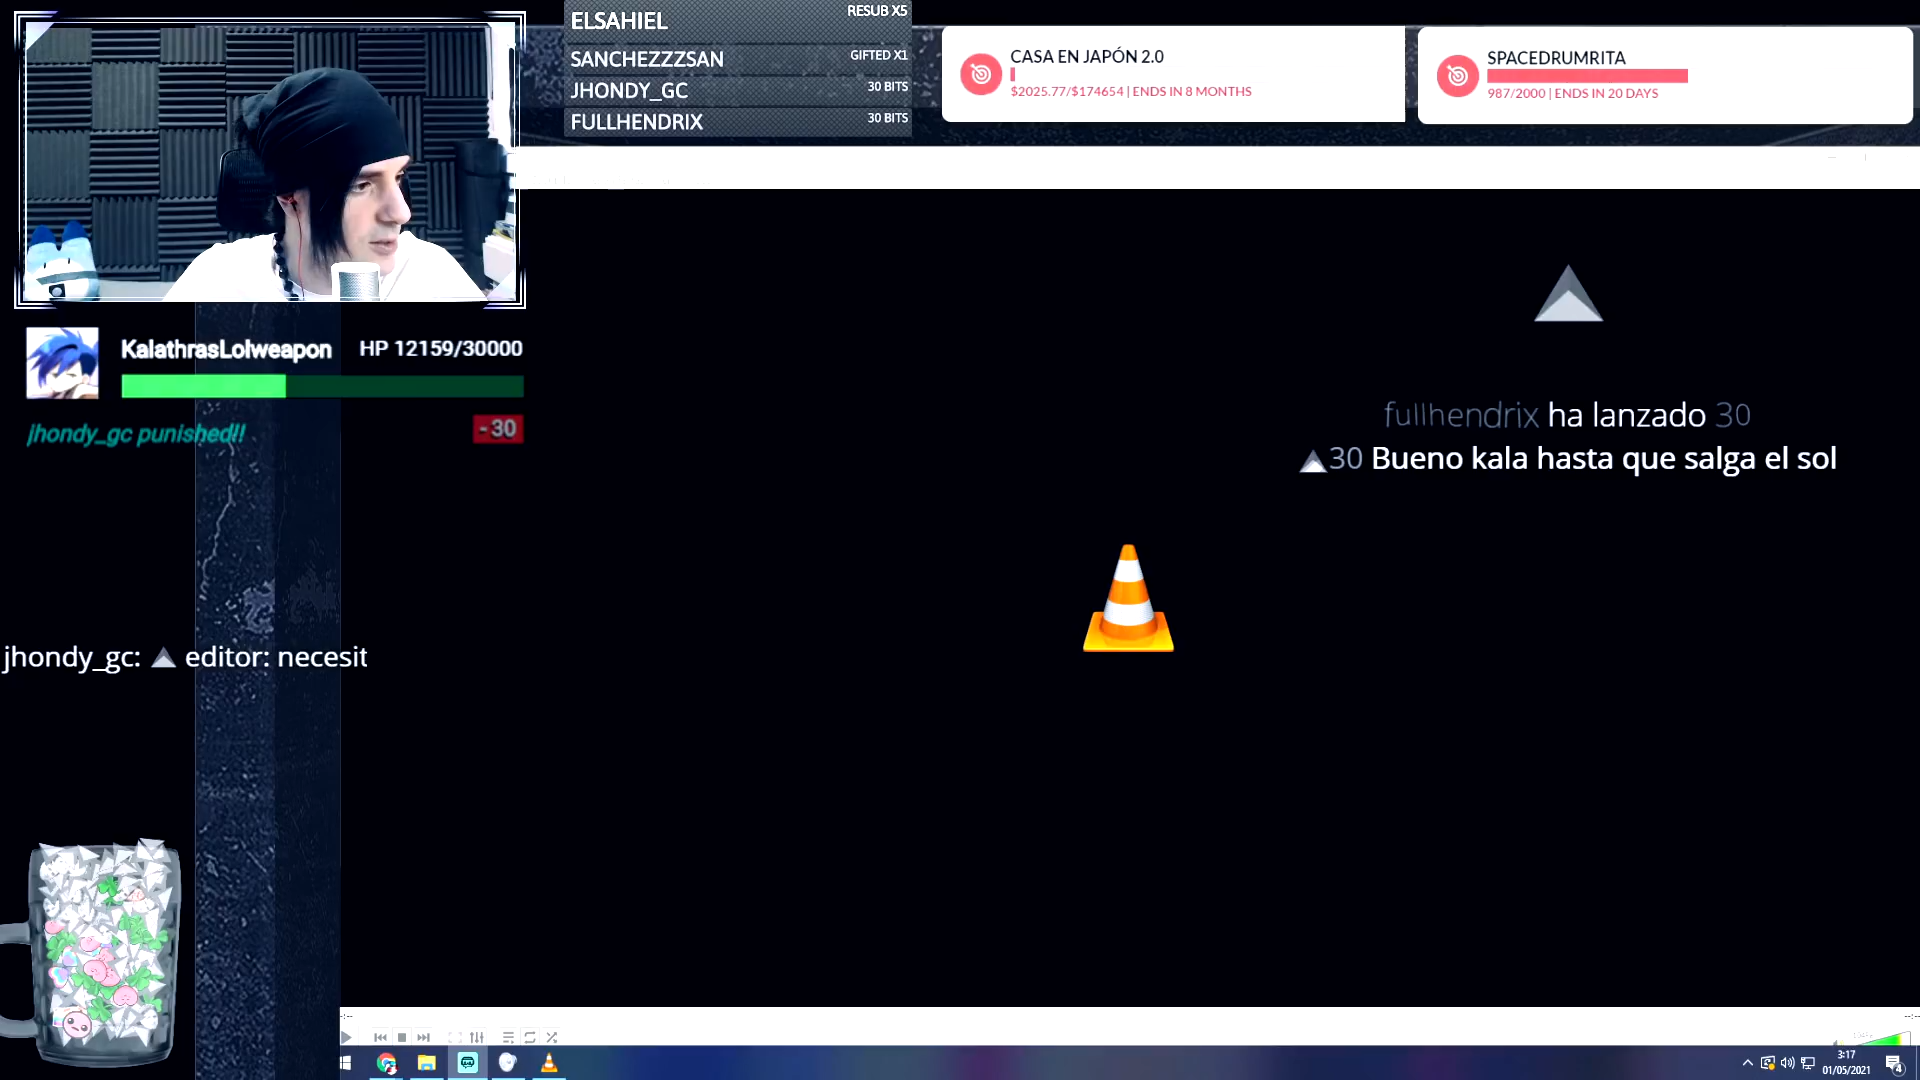 ELSAHIEL RESUB X5
SANCHEZZZSAN GIFTED X1
JHONDY_GC 30 BITS
FULLHENDRIX 30 BITS
CASA EN JAPÓN 2.0
$2025.77/$174654 | ENDS IN 8 MONTHS
SPACEDRUMRITA
987/2000 | ENDS IN 20 DAYS
KalathrasLolweapon HP 12159/30000
jhondy_gc punished!! -30
fullhendrix ha lanzado 30
30 Bueno kala hasta que salga el sol
jhondy_gc: editor: necesit
--:-- --:--
3:17
01/05/2021
4